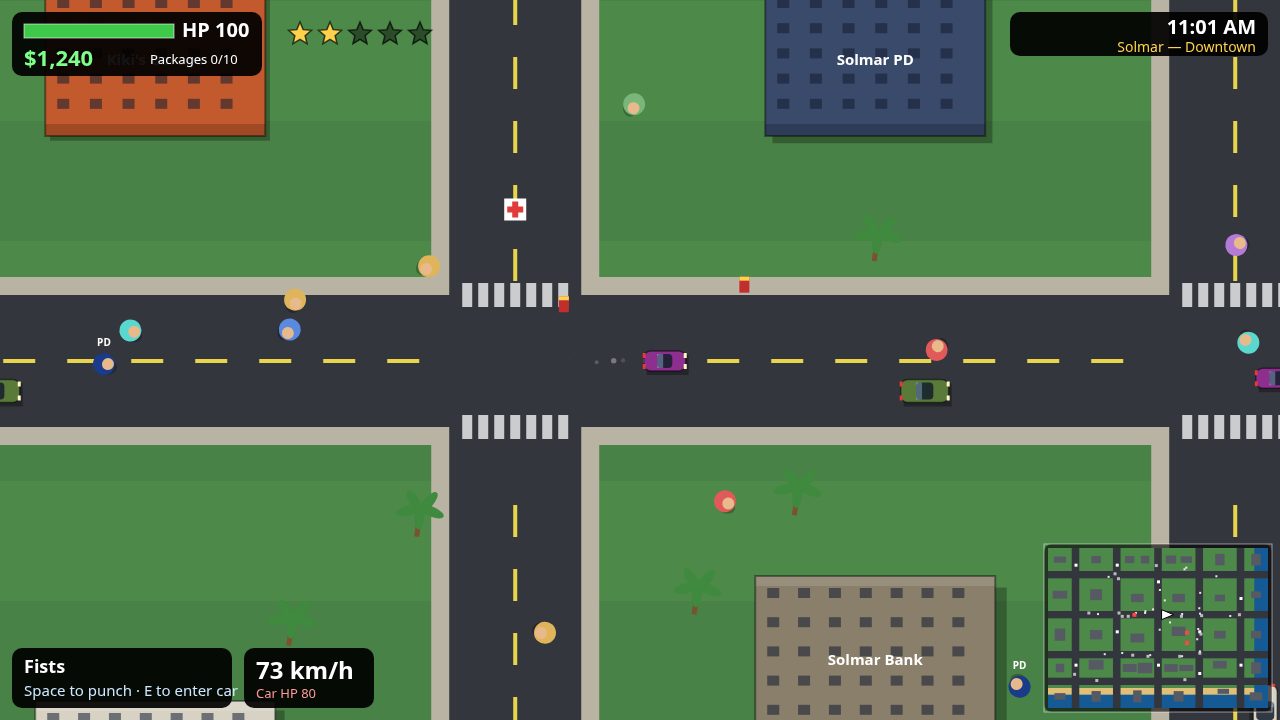 HP 100
$1,240
Kiki's
Packages 0/10
11:01 AM
Solmar — Downtown
Solmar PD
PD
Solmar Bank
PD
Fists
Space to punch · E to enter car
73 km/h
Car HP 80